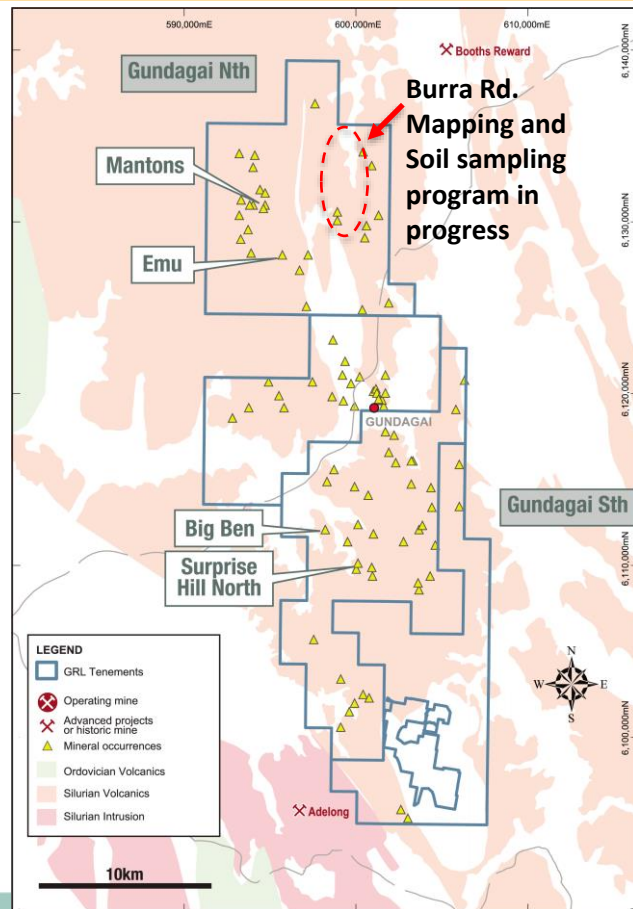 590,000mE
600,000mE
610,000mE
6,140,000mN
Booths Reward
Gundagai Nth
Burra Rd.
Mapping and
Soil sampling
program in
progress
Mantons
6,130,000mN
Emu
6,120,000mN
GUNDAGAI
Gundagai Sth
Big Ben
Surprise
Hill North
6,110,000mN
LEGEND
GRL Tenements
Operating mine
Advanced projects
or historic mine
Mineral occurrences
Ordovician Volcanics
Silurian Volcanics
Silurian Intrusion
N
W E
S
6,100,000mN
Adelong
10km